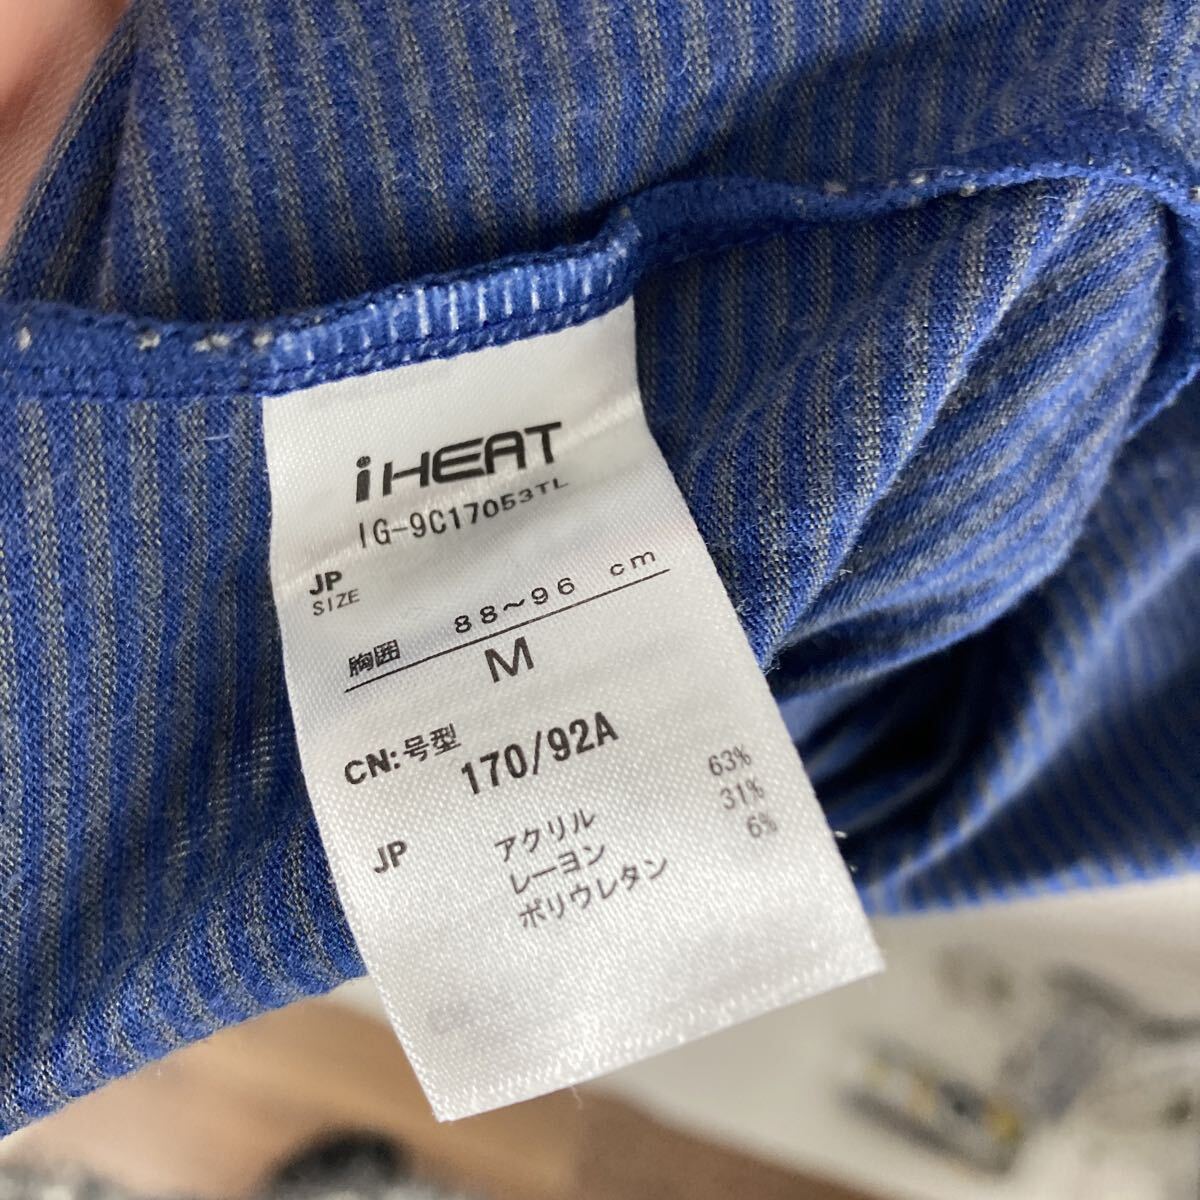 iHEAT
IG-9C17053TL
JP
SIZE
胸囲 88~96 cm
M
CN:号型 170/92A
JP アクリル 63%
レーヨン 31%
ポリウレタン 6%